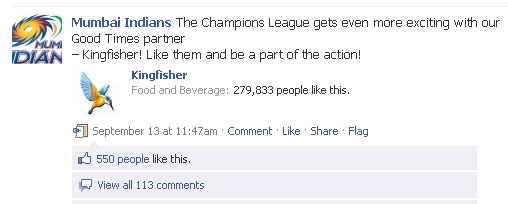 MUM
DIAN
Mumbai Indians The Champions League gets even more exciting with our
Good Times partner
– Kingfisher! Like them and be a part of the action!
Kingfisher
Food and Beverage: 279,833 people like this.
September 13 at 11:47am · Comment · Like · Share · Flag
550 people like this.
View all 113 comments